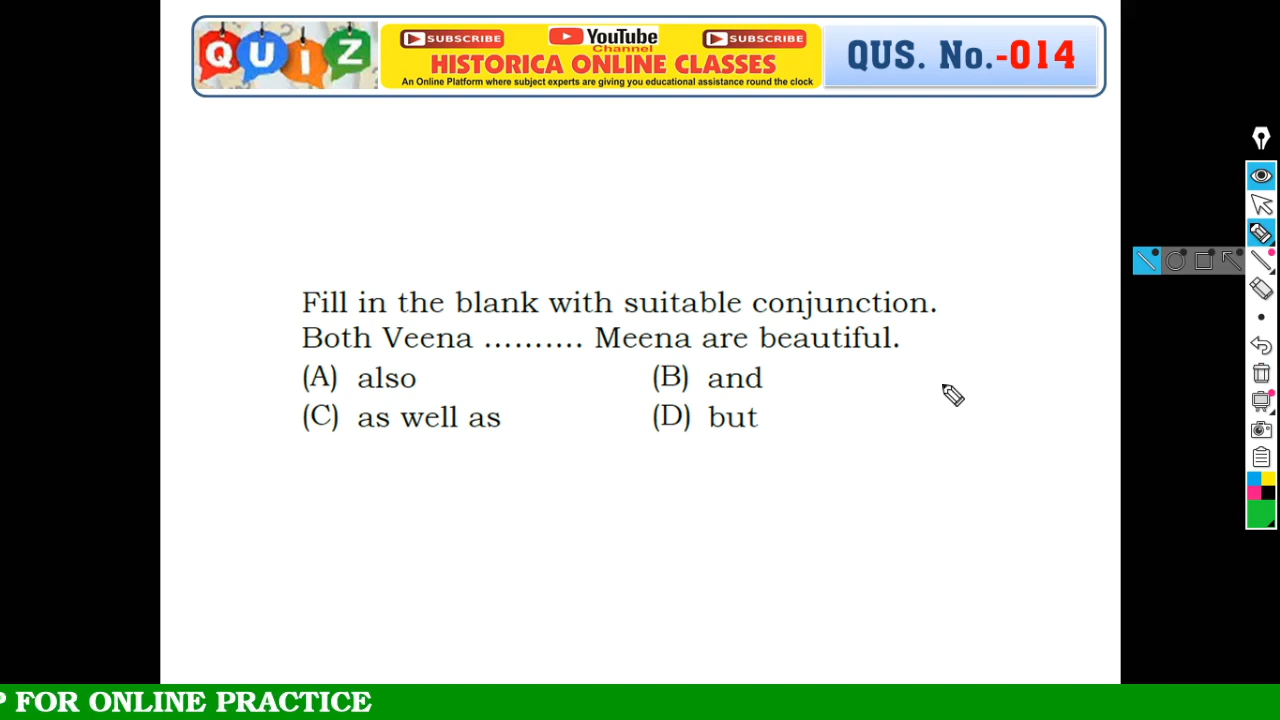 QUIZ
SUBSCRIBE YouTube SUBSCRIBE
Channel
HISTORICA ONLINE CLASSES
An Online Platform where subject experts are giving you educational assistance round the clock
QUS. No.-014
Fill in the blank with suitable conjunction.
Both Veena .......... Meena are beautiful.
(A) also (B) and
(C) as well as (D) but
P FOR ONLINE PRACTICE